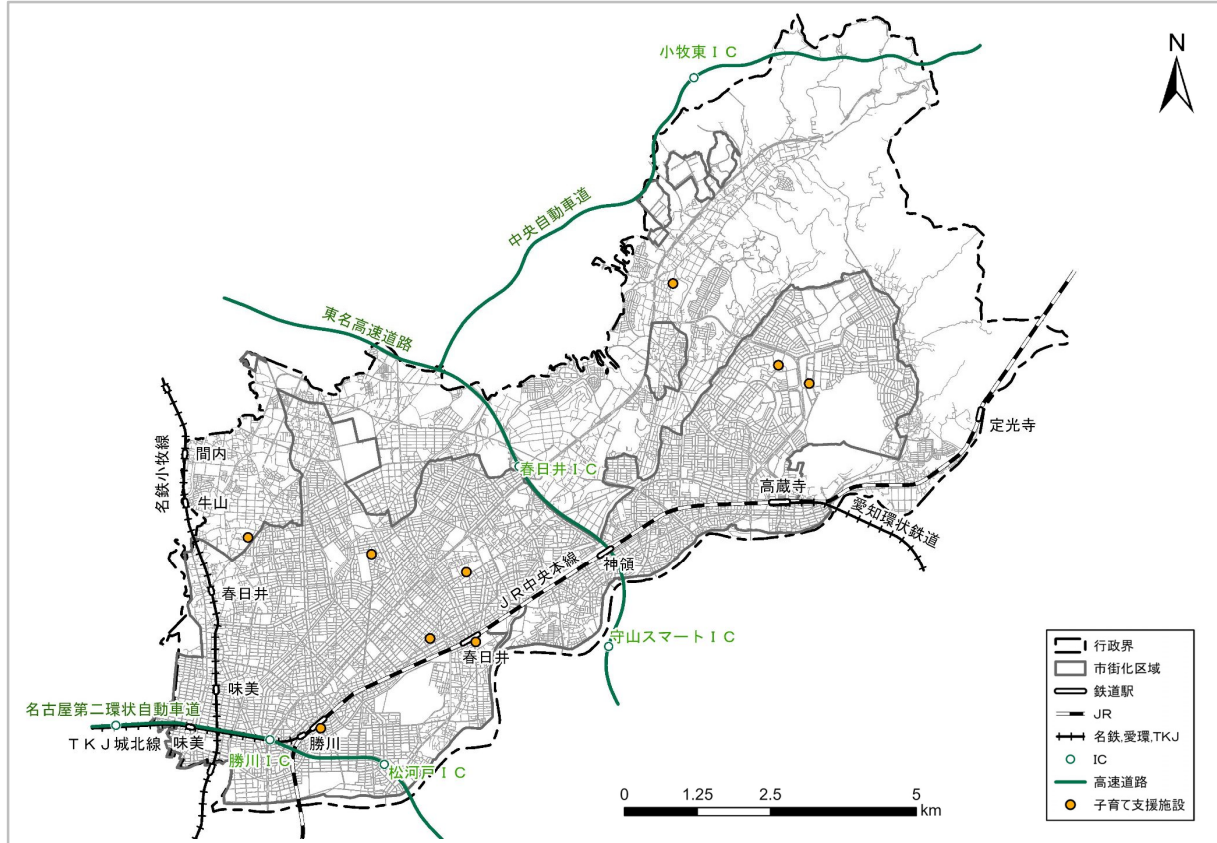 小牧東ＩＣ
N
中央自動車道
東名高速道路
定光寺
間内
名鉄小牧線
春日井ＩＣ
高蔵寺
牛山
愛知環状鉄道
ＪＲ中央本線
神領
春日井
守山スマートＩＣ
春日井
味美
名古屋第二環状自動車道
ＴＫＪ城北線
味美
勝川
勝川ＩＣ
松河戸ＩＣ
0 1.25 2.5 5
km
行政界
市街化区域
鉄道駅
JR
名鉄,愛環,TKJ
IC
高速道路
子育て支援施設